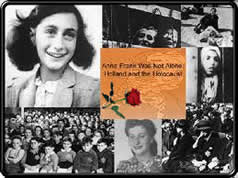 Anne Frank Was Not Alone:
Holland and the Holocaust